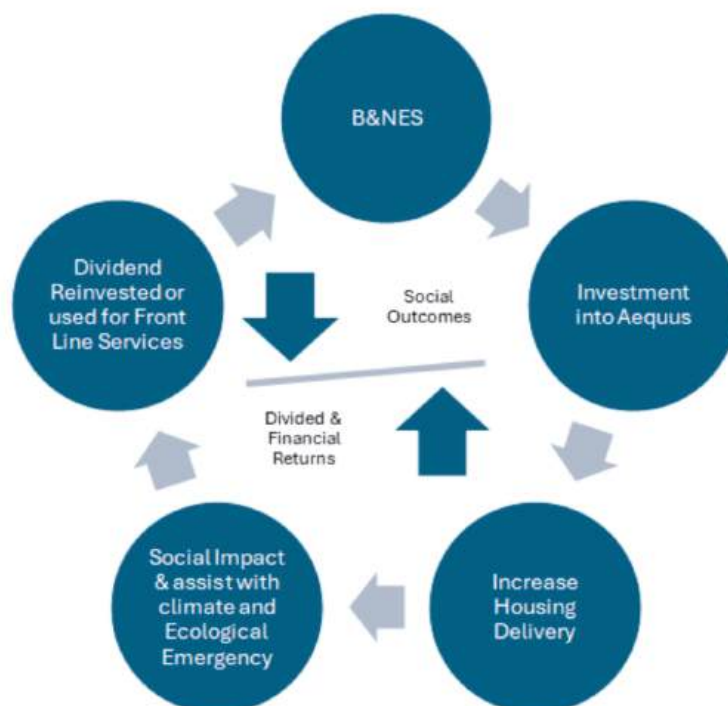 B&NES
Investment
into Aequus
Increase
Housing
Delivery
Social Impact
& assist with
climate and
Ecological
Emergency
Dividend
Reinvested or
used for Front
Line Services
Social
Outcomes
Divided &
Financial
Returns